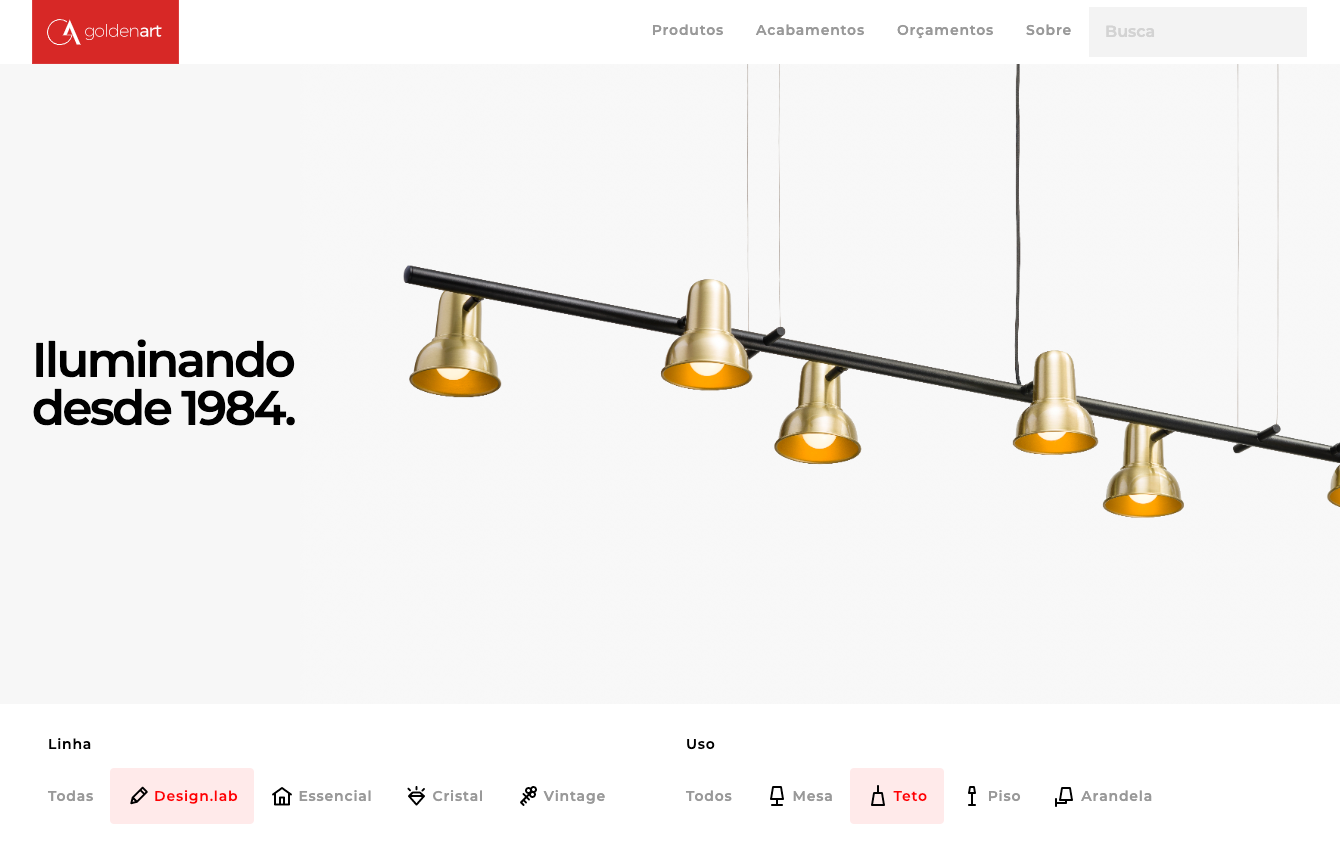 goldenart
Produtos Acabamentos Orçamentos Sobre Busca
Iluminando
desde 1984.
Linha
Todas Design.lab Essencial Cristal Vintage
Uso
Todos Mesa Teto Piso Arandela